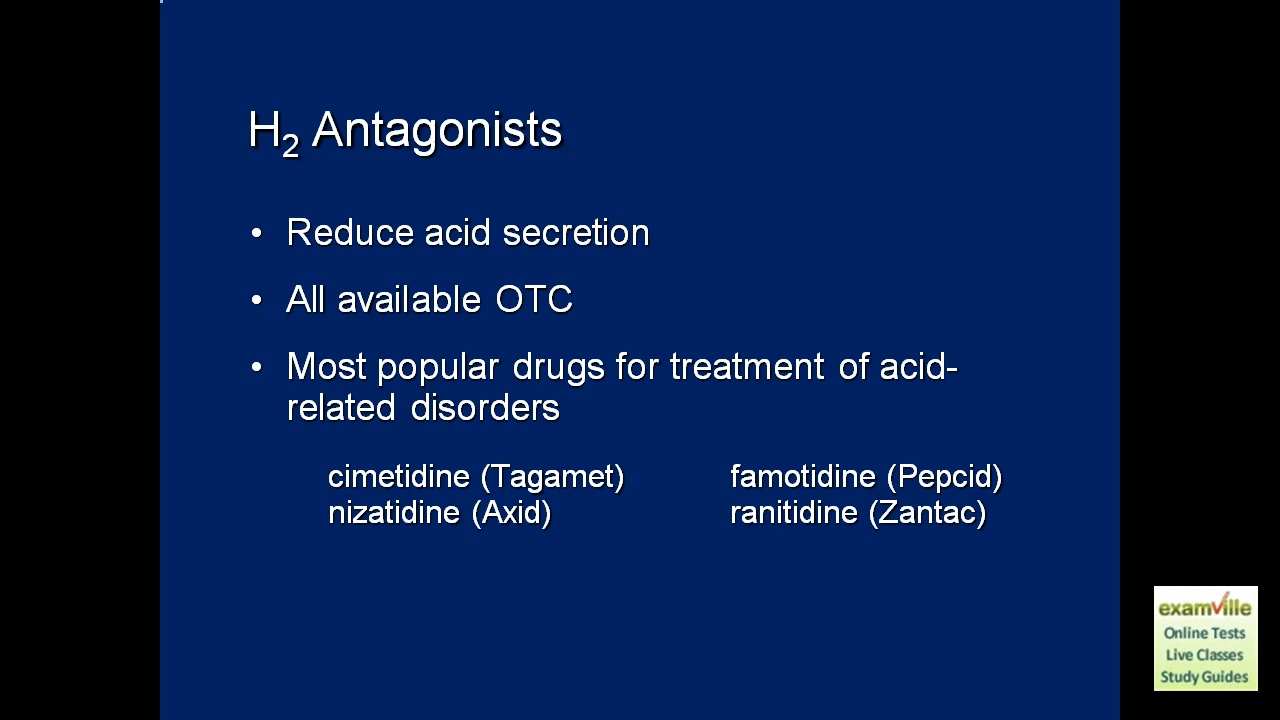 H₂ Antagonists
• Reduce acid secretion
• All available OTC
• Most popular drugs for treatment of acid-
related disorders
cimetidine (Tagamet) famotidine (Pepcid)
nizatidine (Axid) ranitidine (Zantac)
examville
Online Tests
Live Classes
Study Guides